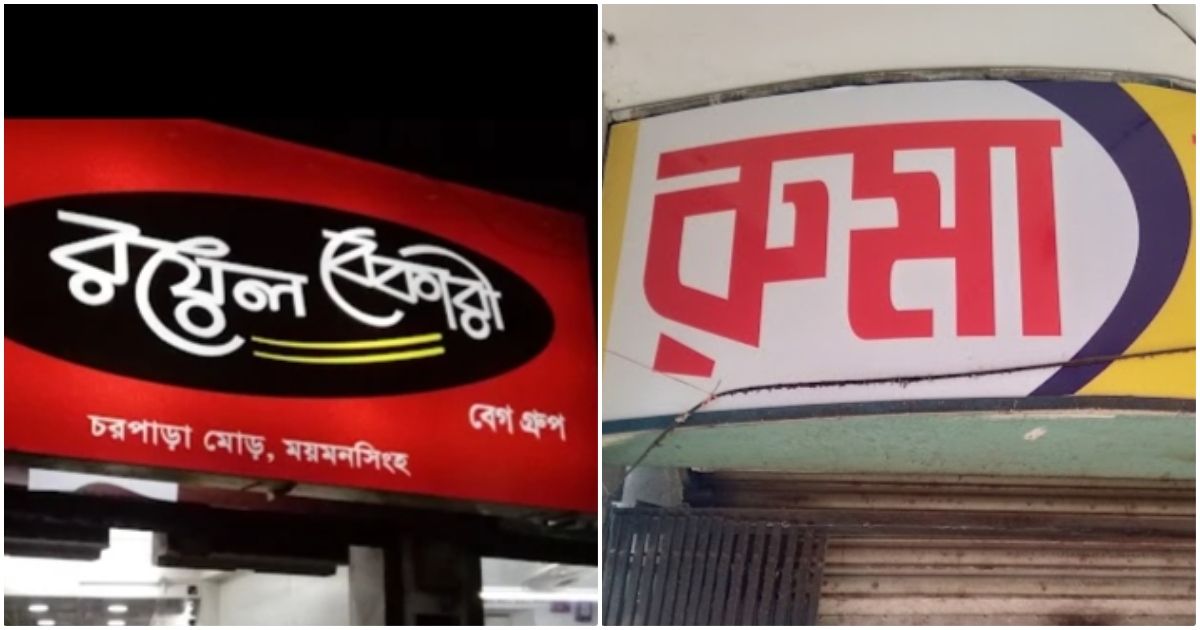 রয়েল বেকারী
বেগ গ্রুপ
চরপাড়া মোড়, ময়মনসিংহ
রুমা